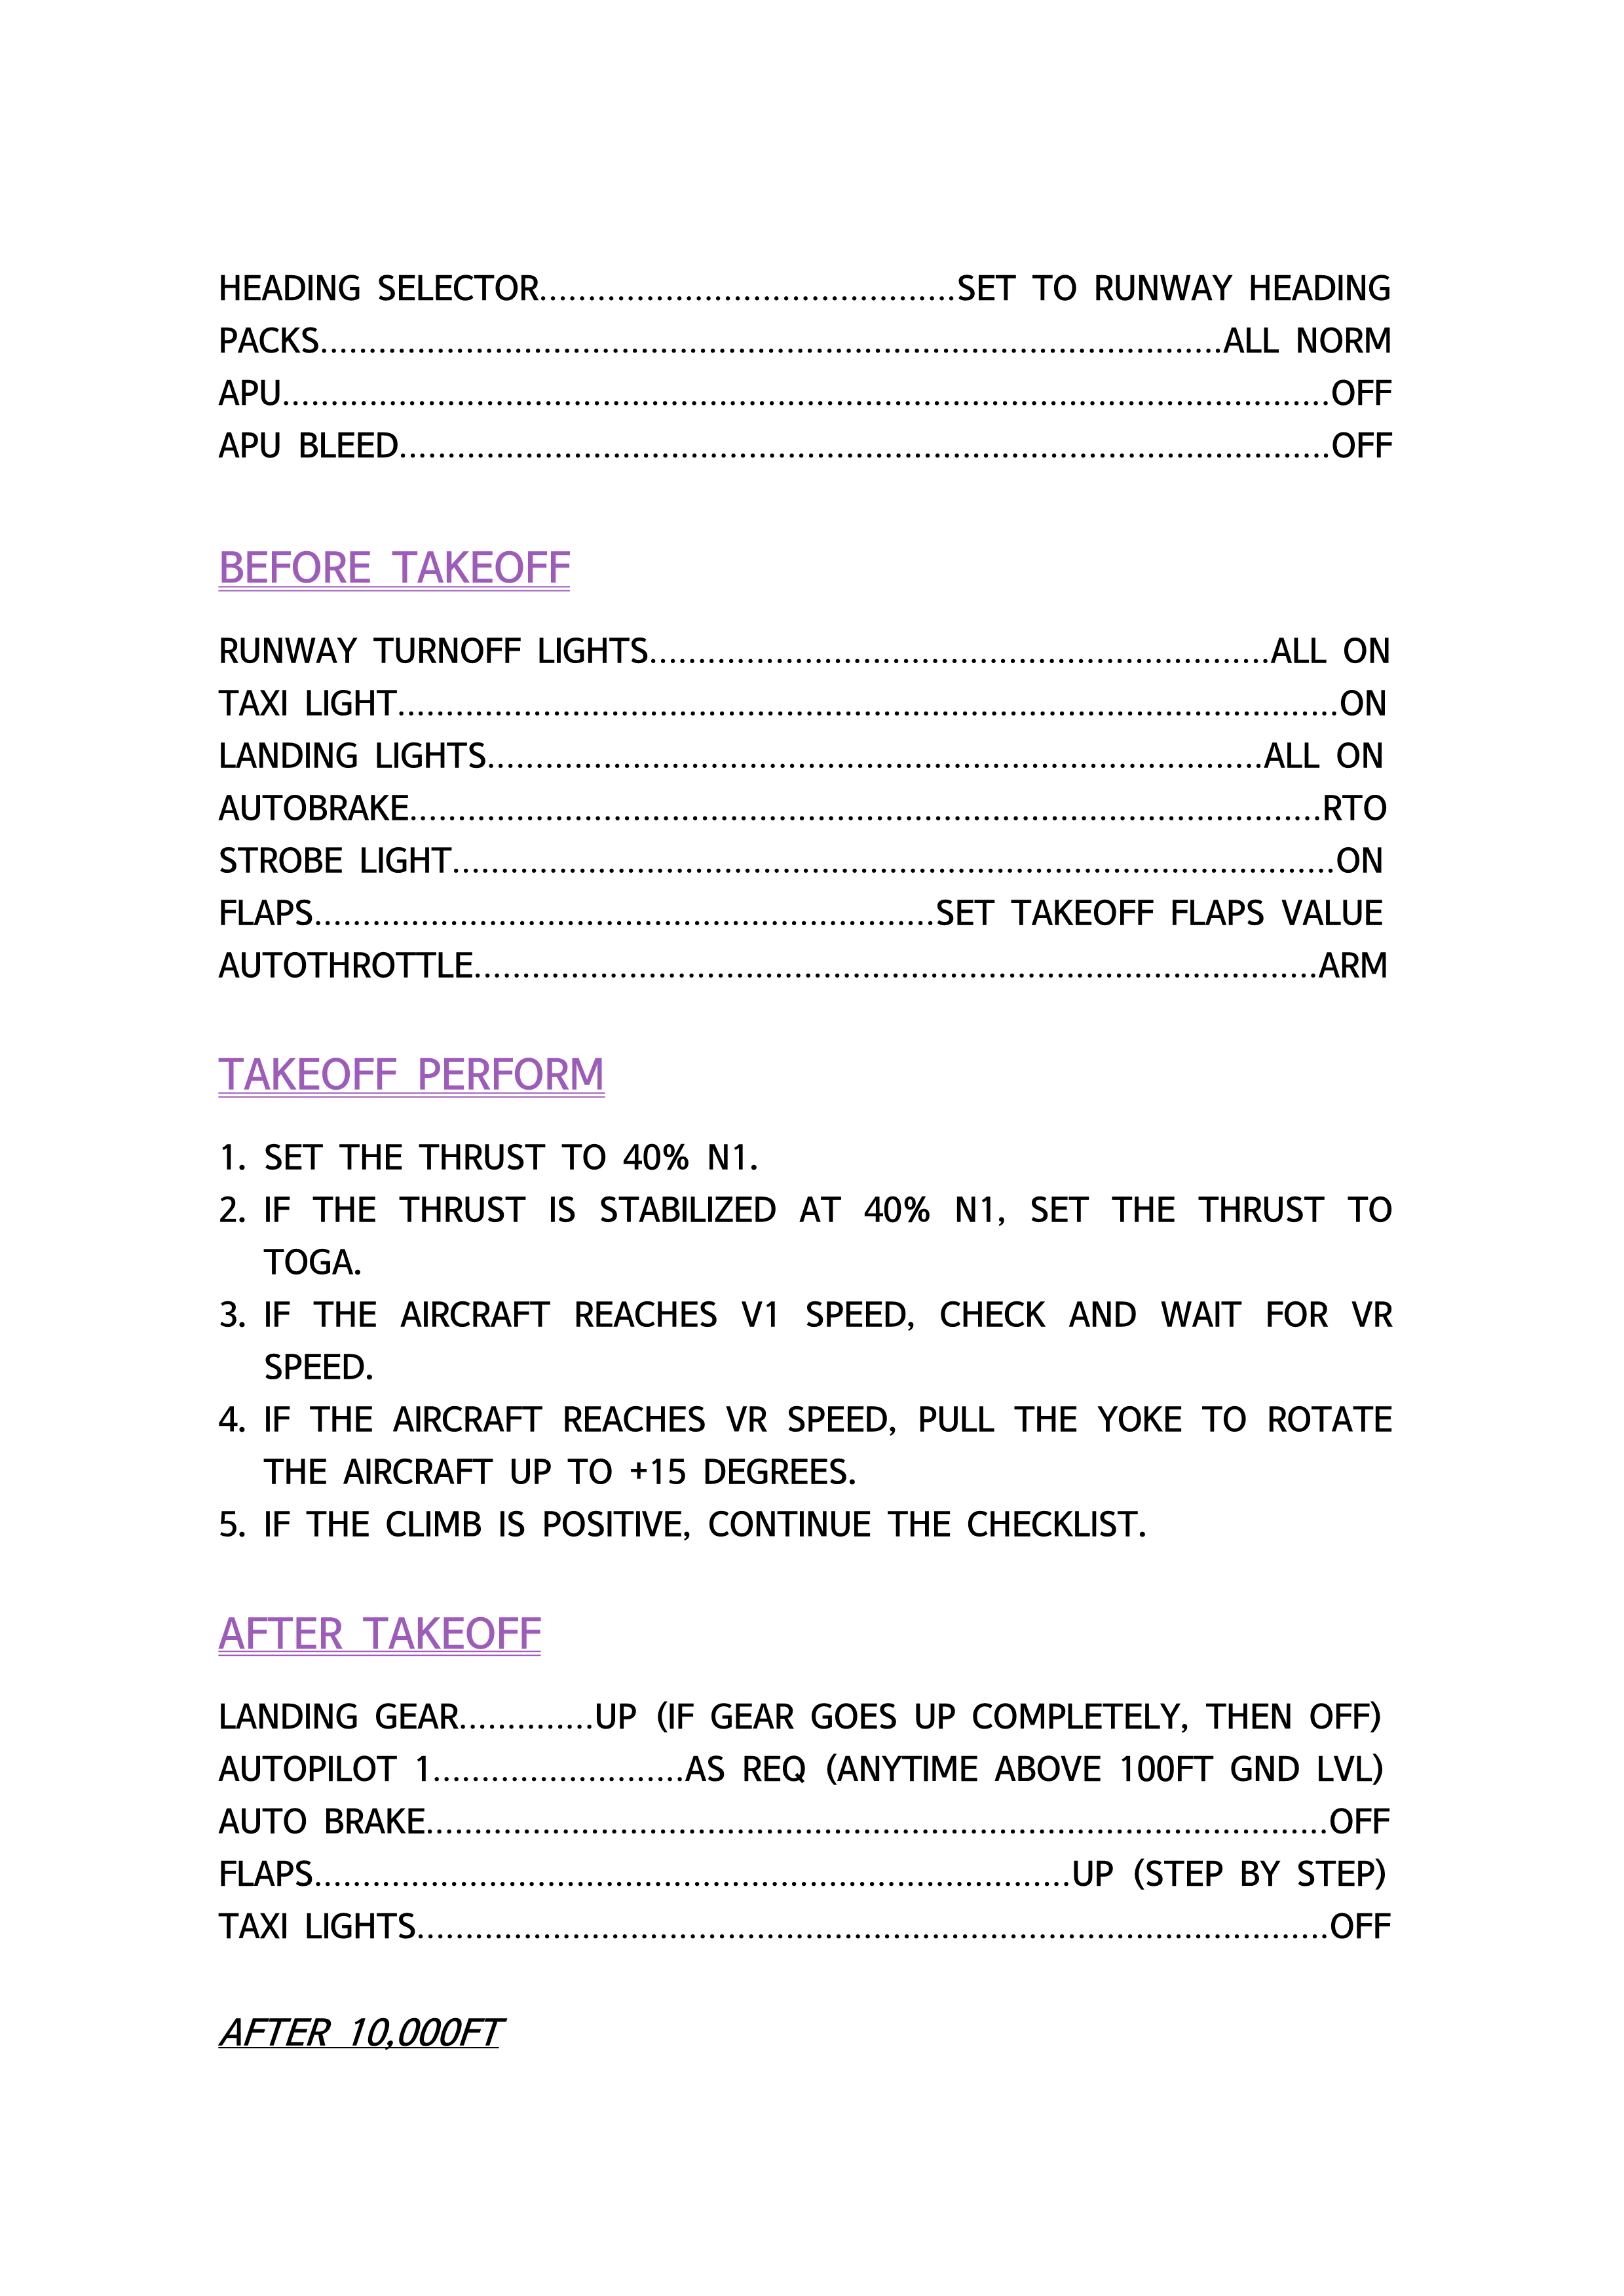 HEADING SELECTOR...........................................SET TO RUNWAY HEADING
PACKS.............................................................................................ALL NORM
APU............................................................................................................OFF
APU BLEED................................................................................................OFF
BEFORE TAKEOFF
RUNWAY TURNOFF LIGHTS................................................................ALL ON
TAXI LIGHT.................................................................................................ON
LANDING LIGHTS................................................................................ALL ON
AUTOBRAKE..............................................................................................RTO
STROBE LIGHT...........................................................................................ON
FLAPS................................................................SET TAKEOFF FLAPS VALUE
AUTOTHROTTLE.......................................................................................ARM
TAKEOFF PERFORM
1. SET THE THRUST TO 40% N1.
2. IF THE THRUST IS STABILIZED AT 40% N1, SET THE THRUST TO
TOGA.
3. IF THE AIRCRAFT REACHES V1 SPEED, CHECK AND WAIT FOR VR
SPEED.
4. IF THE AIRCRAFT REACHES VR SPEED, PULL THE YOKE TO ROTATE
THE AIRCRAFT UP TO +15 DEGREES.
5. IF THE CLIMB IS POSITIVE, CONTINUE THE CHECKLIST.
AFTER TAKEOFF
LANDING GEAR..............UP (IF GEAR GOES UP COMPLETELY, THEN OFF)
AUTOPILOT 1..........................AS REQ (ANYTIME ABOVE 100FT GND LVL)
AUTO BRAKE.............................................................................................OFF
FLAPS..............................................................................UP (STEP BY STEP)
TAXI LIGHTS..............................................................................................OFF
AFTER 10,000FT